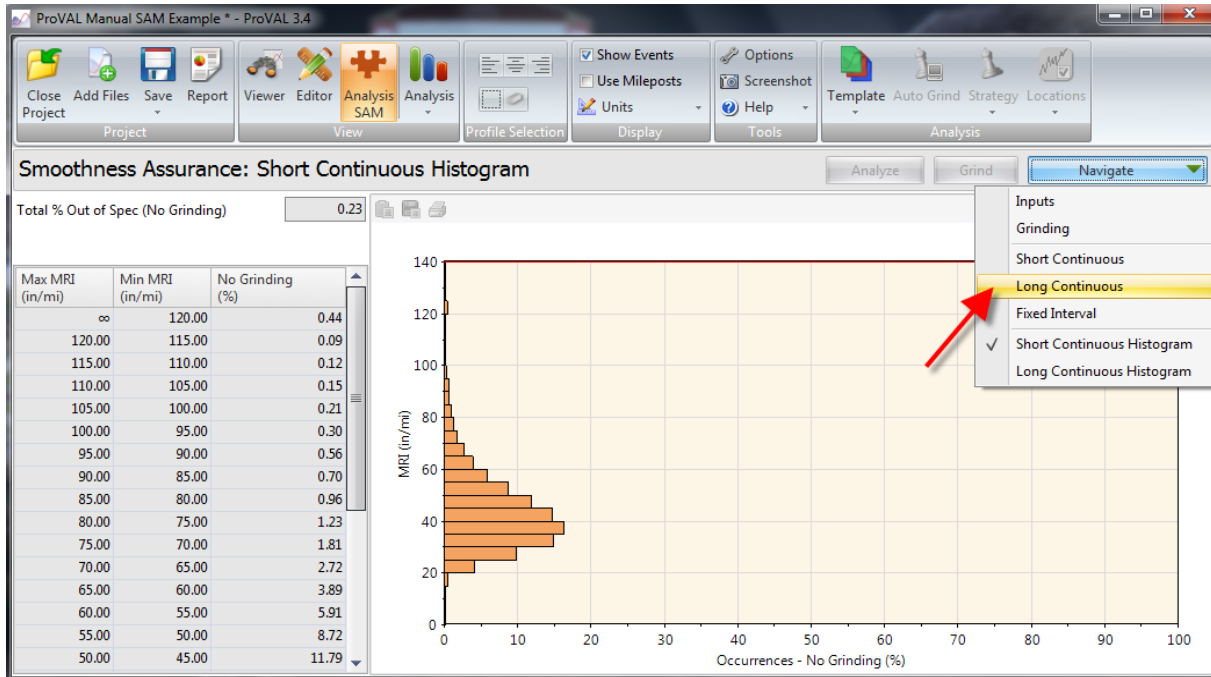 ProVAL Manual SAM Example * - ProVAL 3.4
Close Project
Add Files
Save
Report
Project
Viewer
Editor
Analysis SAM
Analysis
View
Profile Selection
Show Events
Use Mileposts
Units
Display
Options
Screenshot
Help
Tools
Template
Auto Grind
Strategy
Locations
Analysis
Smoothness Assurance: Short Continuous Histogram
Analyze
Grind
Navigate
Inputs
Grinding
Short Continuous
Long Continuous
Fixed Interval
Short Continuous Histogram
Long Continuous Histogram
Total % Out of Spec (No Grinding) 0.23
Max MRI (in/mi) Min MRI (in/mi) No Grinding (%)
∞ 120.00 0.44
120.00 115.00 0.09
115.00 110.00 0.12
110.00 105.00 0.15
105.00 100.00 0.21
100.00 95.00 0.30
95.00 90.00 0.56
90.00 85.00 0.70
85.00 80.00 0.96
80.00 75.00 1.23
75.00 70.00 1.81
70.00 65.00 2.72
65.00 60.00 3.89
60.00 55.00 5.91
55.00 50.00 8.72
50.00 45.00 11.79
MRI (in/mi)
140
120
100
80
60
40
20
0
0 10 20 30 40 50 60 70 80 90 100
Occurrences - No Grinding (%)